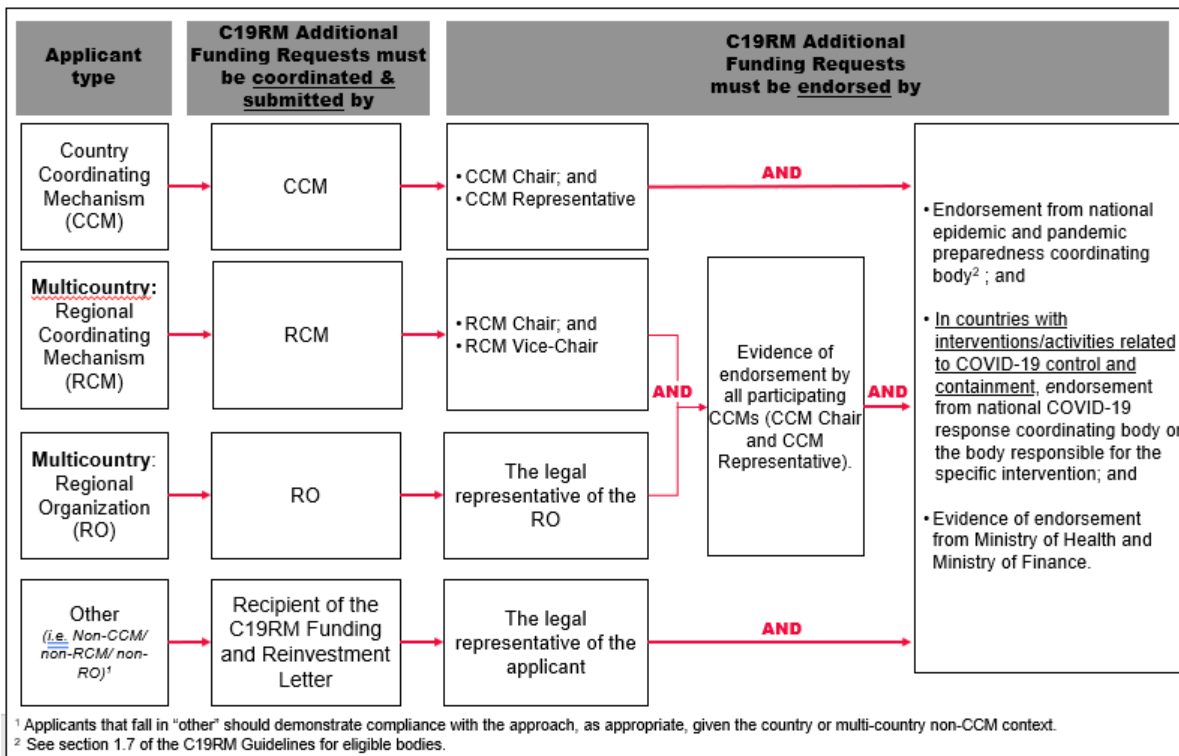 Applicant
type
C19RM Additional
Funding Requests must
be coordinated &
submitted by
C19RM Additional
Funding Requests
must be endorsed by
Country
Coordinating
Mechanism
(CCM)
CCM
• CCM Chair; and
• CCM Representative
AND
Multicountry:
Regional
Coordinating
Mechanism
(RCM)
RCM
• RCM Chair; and
• RCM Vice-Chair
AND
Evidence of
endorsement by
all participating
CCMs (CCM Chair
and CCM
Representative).
AND
Multicountry:
Regional
Organization
(RO)
RO
The legal
representative of the
RO
Other
(i.e. Non-CCM/
non-RCM/ non-
RO)¹
Recipient of the
C19RM Funding
and Reinvestment
Letter
The legal
representative of the
applicant
AND
• Endorsement from national
epidemic and pandemic
preparedness coordinating
body² ; and
• In countries with
interventions/activities related
to COVID-19 control and
containment, endorsement
from national COVID-19
response coordinating body or
the body responsible for the
specific intervention; and
• Evidence of endorsement
from Ministry of Health and
Ministry of Finance.
¹ Applicants that fall in “other” should demonstrate compliance with the approach, as appropriate, given the country or multi-country non-CCM context.
² See section 1.7 of the C19RM Guidelines for eligible bodies.